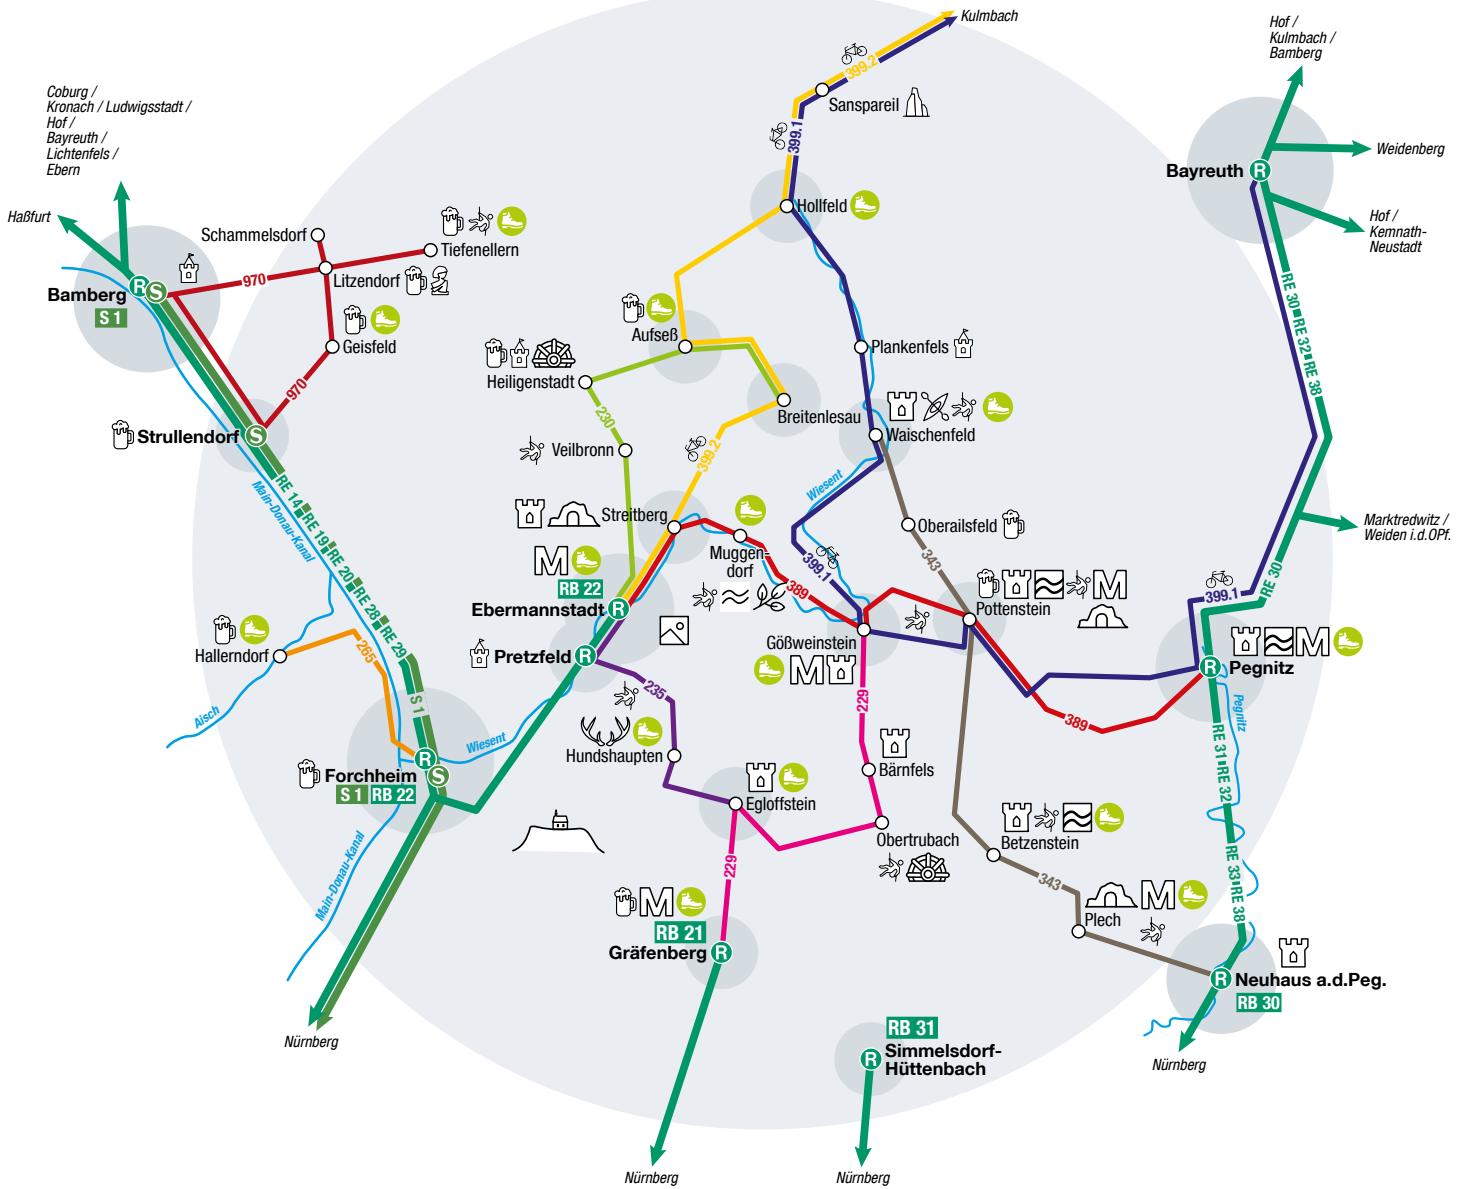 Kulmbach
Hof /
Kulmbach /
Bamberg
399.2
Sanspareil
399.1
Coburg /
Kronach / Ludwigsstadt /
Hof /
Bayreuth /
Lichtenfels /
Ebern
Weidenberg
Bayreuth
R
Haßfurt
Hollfeld
Hof /
Kemnath-
Neustadt
Schammelsdorf
Tiefenellern
970
Litzendorf
R
S
Bamberg
S 1
RE 30
RE 32
RE 38
Aufseß
Geisfeld
Plankenfels
Heiligenstadt
970
230
Breitenlesau
Strullendorf
S
Waischenfeld
Veilbronn
399.2
RE 14
RE 19
RE 20
RE 28
RE 29
Main-Donau-Kanal
Wiesent
Streitberg
Oberailsfeld
Marktredwitz /
Weiden i.d.OPf.
Muggen-
dorf
M
RB 22
Ebermannstadt
R
389
399.1
343
M
Pottenstein
399.1
RE 30
Hallerndorf
265
Pretzfeld
R
Gößweinstein
M
M
R
Pegnitz
S 1
235
229
389
Aisch
Wiesent
Pegnitz
Hundshaupten
R
Forchheim
S
S 1
RB 22
Bärnfels
RE 31
RE 32
Egloffstein
Obertrubach
Betzenstein
Main-Donau-Kanal
229
343
RE 33
RE 38
M
M
RB 21
Gräfenberg
R
Plech
R
Neuhaus a.d.Peg.
RB 30
Nürnberg
RB 31
R
Simmelsdorf-
Hüttenbach
Nürnberg
Nürnberg
Nürnberg